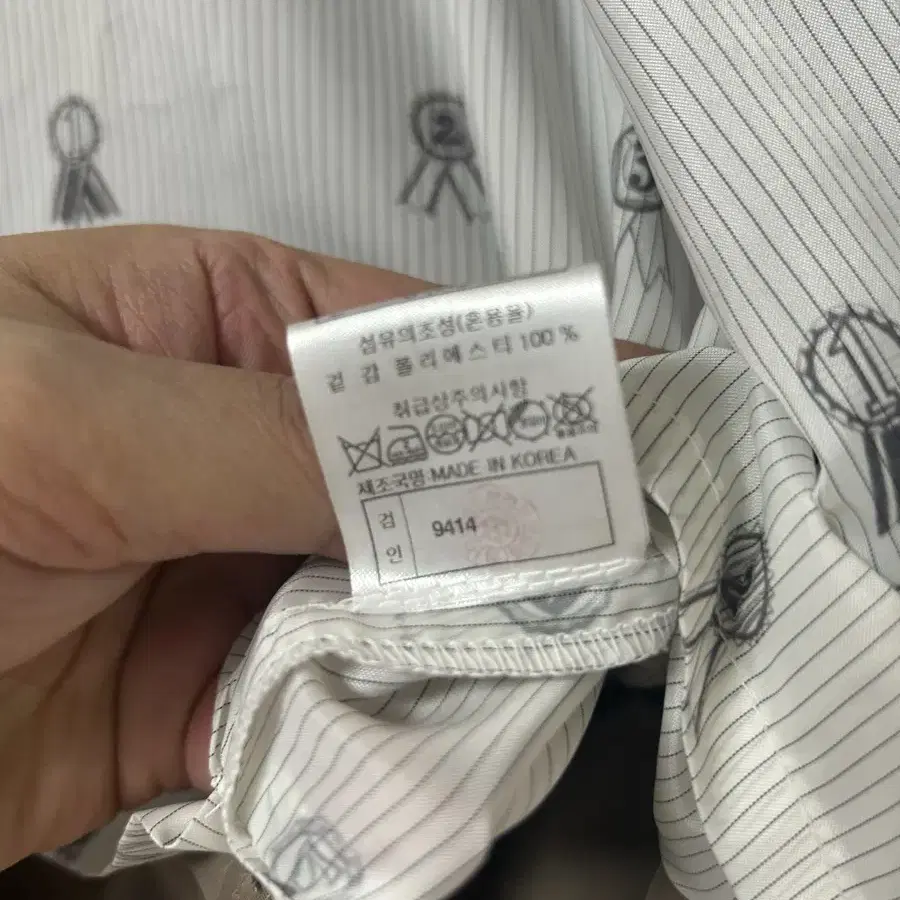 1
2
3
1
섬유의조성(혼용율)
겉 감 폴리에스터 100 %
취급상주의사항
제조국명:MADE IN KOREA
검 인
9414